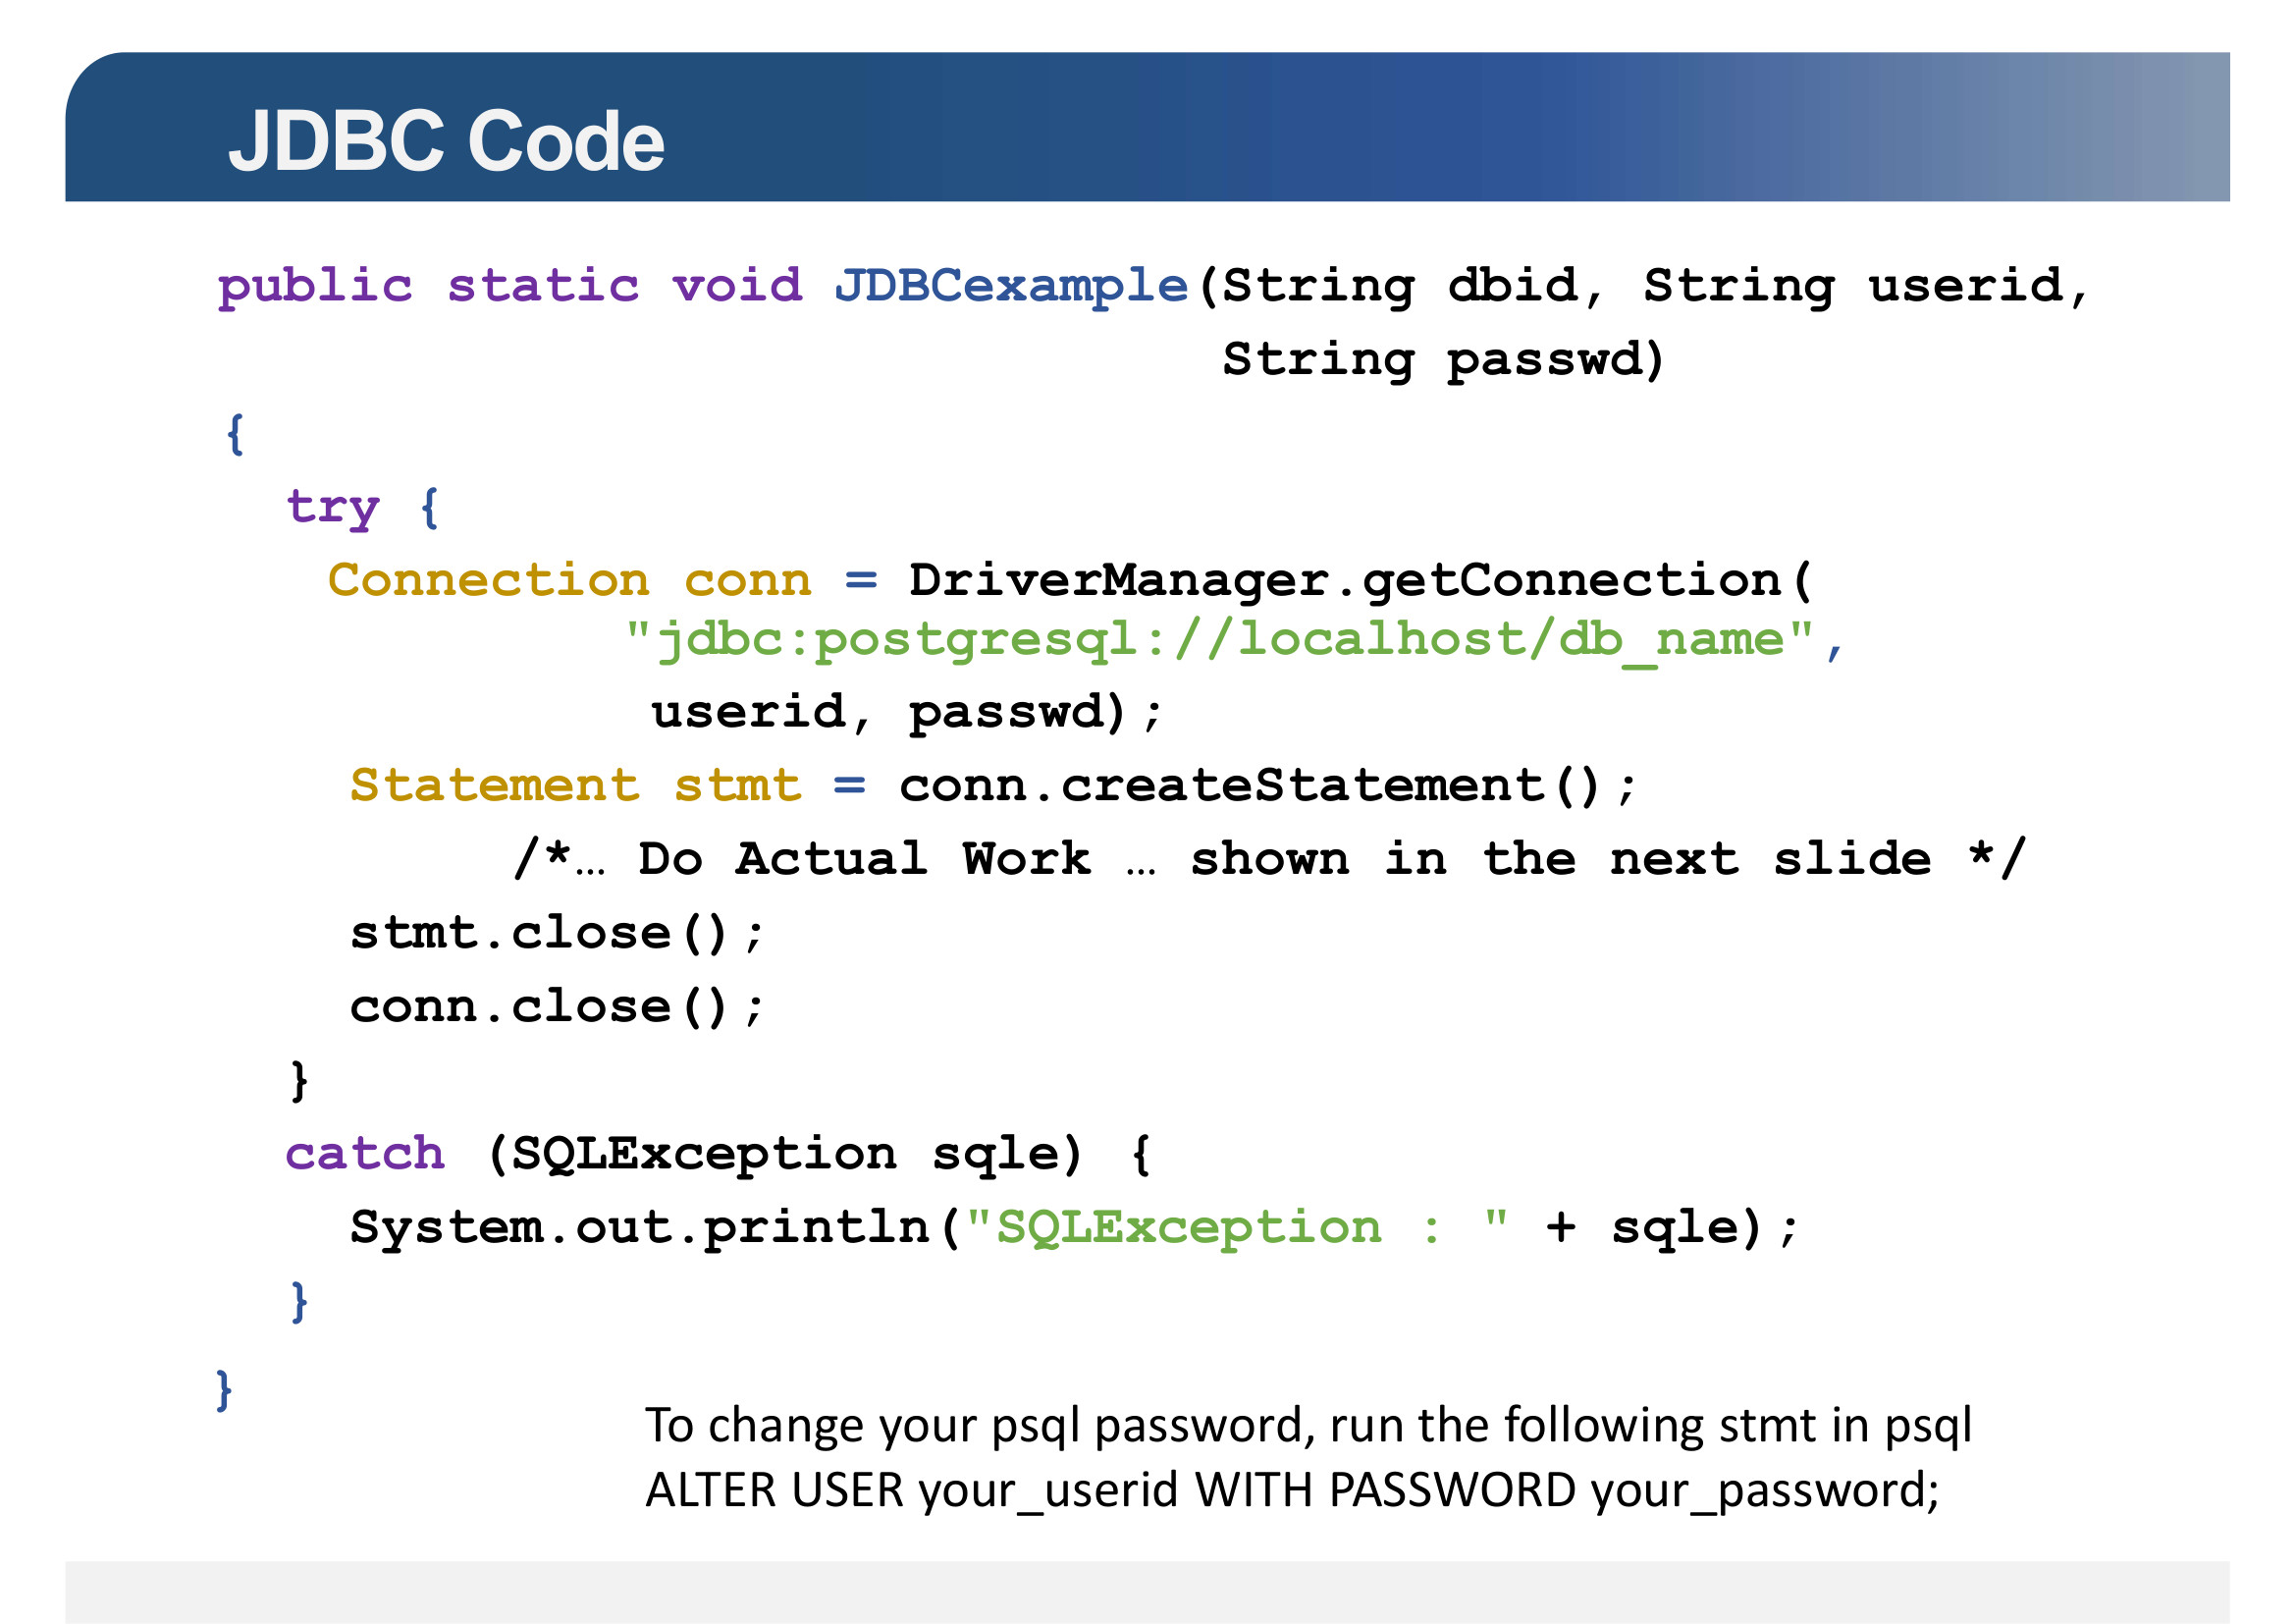 JDBC Code
public static void JDBCexample(String dbid, String userid,
String passwd)
{
try {
Connection conn = DriverManager.getConnection(
"jdbc:postgresql://localhost/db_name",
userid, passwd);
Statement stmt = conn.createStatement();
/*… Do Actual Work … shown in the next slide */
stmt.close();
conn.close();
}
catch (SQLException sqle) {
System.out.println("SQLException : " + sqle);
}
}
To change your psql password, run the following stmt in psql
ALTER USER your_userid WITH PASSWORD your_password;